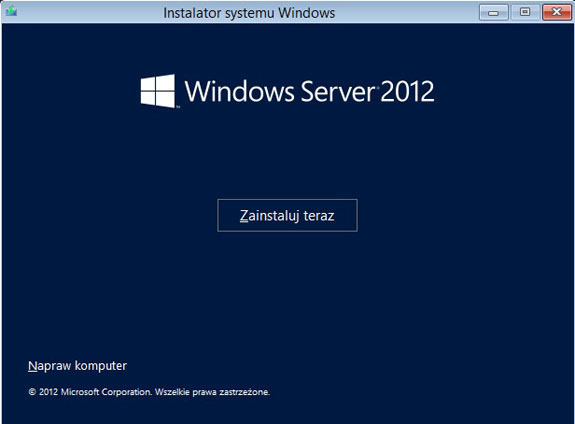 Instalator systemu Windows
Windows Server 2012
Zainstaluj teraz
Napraw komputer
© 2012 Microsoft Corporation. Wszelkie prawa zastrzeżone.